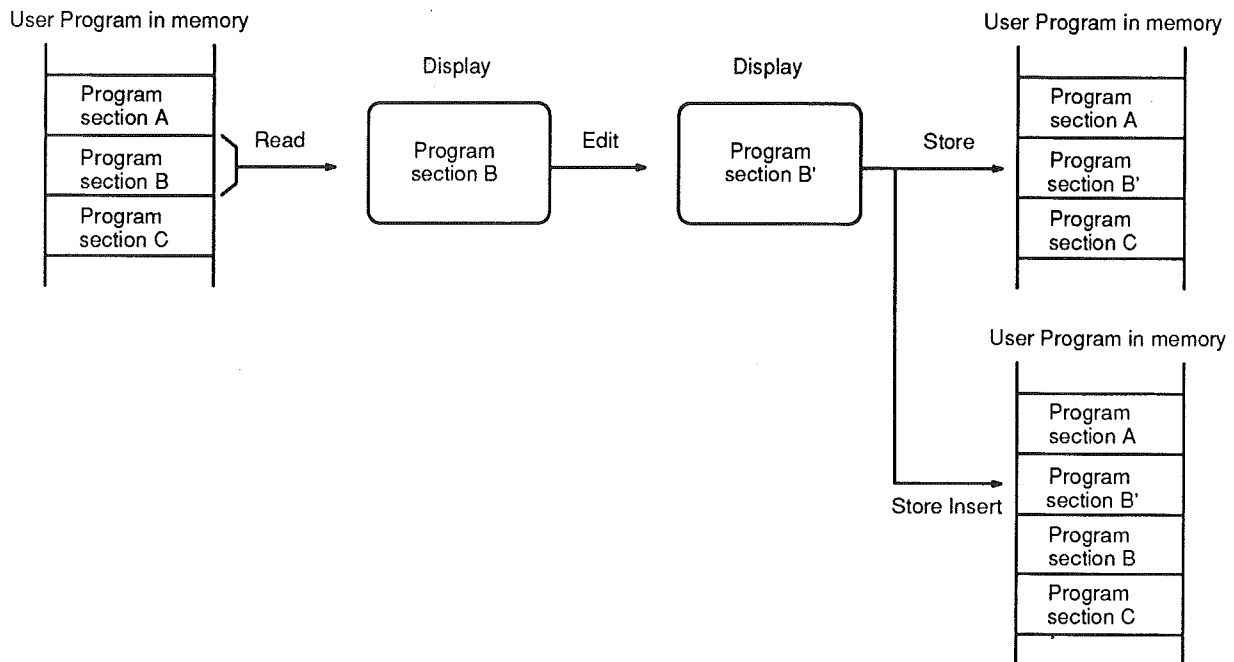 User Program in memory
Program
section A
Program
section B
Program
section C
Read
Display
Program
section B
Edit
Display
Program
section B'
Store
Store Insert
User Program in memory
Program
section A
Program
section B'
Program
section C
User Program in memory
Program
section A
Program
section B'
Program
section B
Program
section C